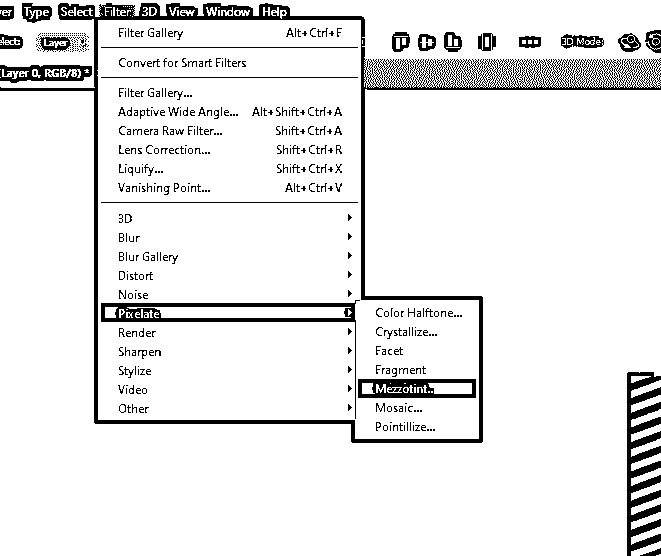 Type Select Filter 3D View Window Help
Layer
3D Mode
(Layer 0, RGB/8) *
Filter Gallery Alt+Ctrl+F
Convert for Smart Filters
Filter Gallery...
Adaptive Wide Angle... Alt+Shift+Ctrl+A
Camera Raw Filter... Shift+Ctrl+A
Lens Correction... Shift+Ctrl+R
Liquify... Shift+Ctrl+X
Vanishing Point... Alt+Ctrl+V
3D
Blur
Blur Gallery
Distort
Noise
Pixelate
Render
Sharpen
Stylize
Video
Other
Color Halftone...
Crystallize...
Facet
Fragment
Mezzotint...
Mosaic...
Pointillize...